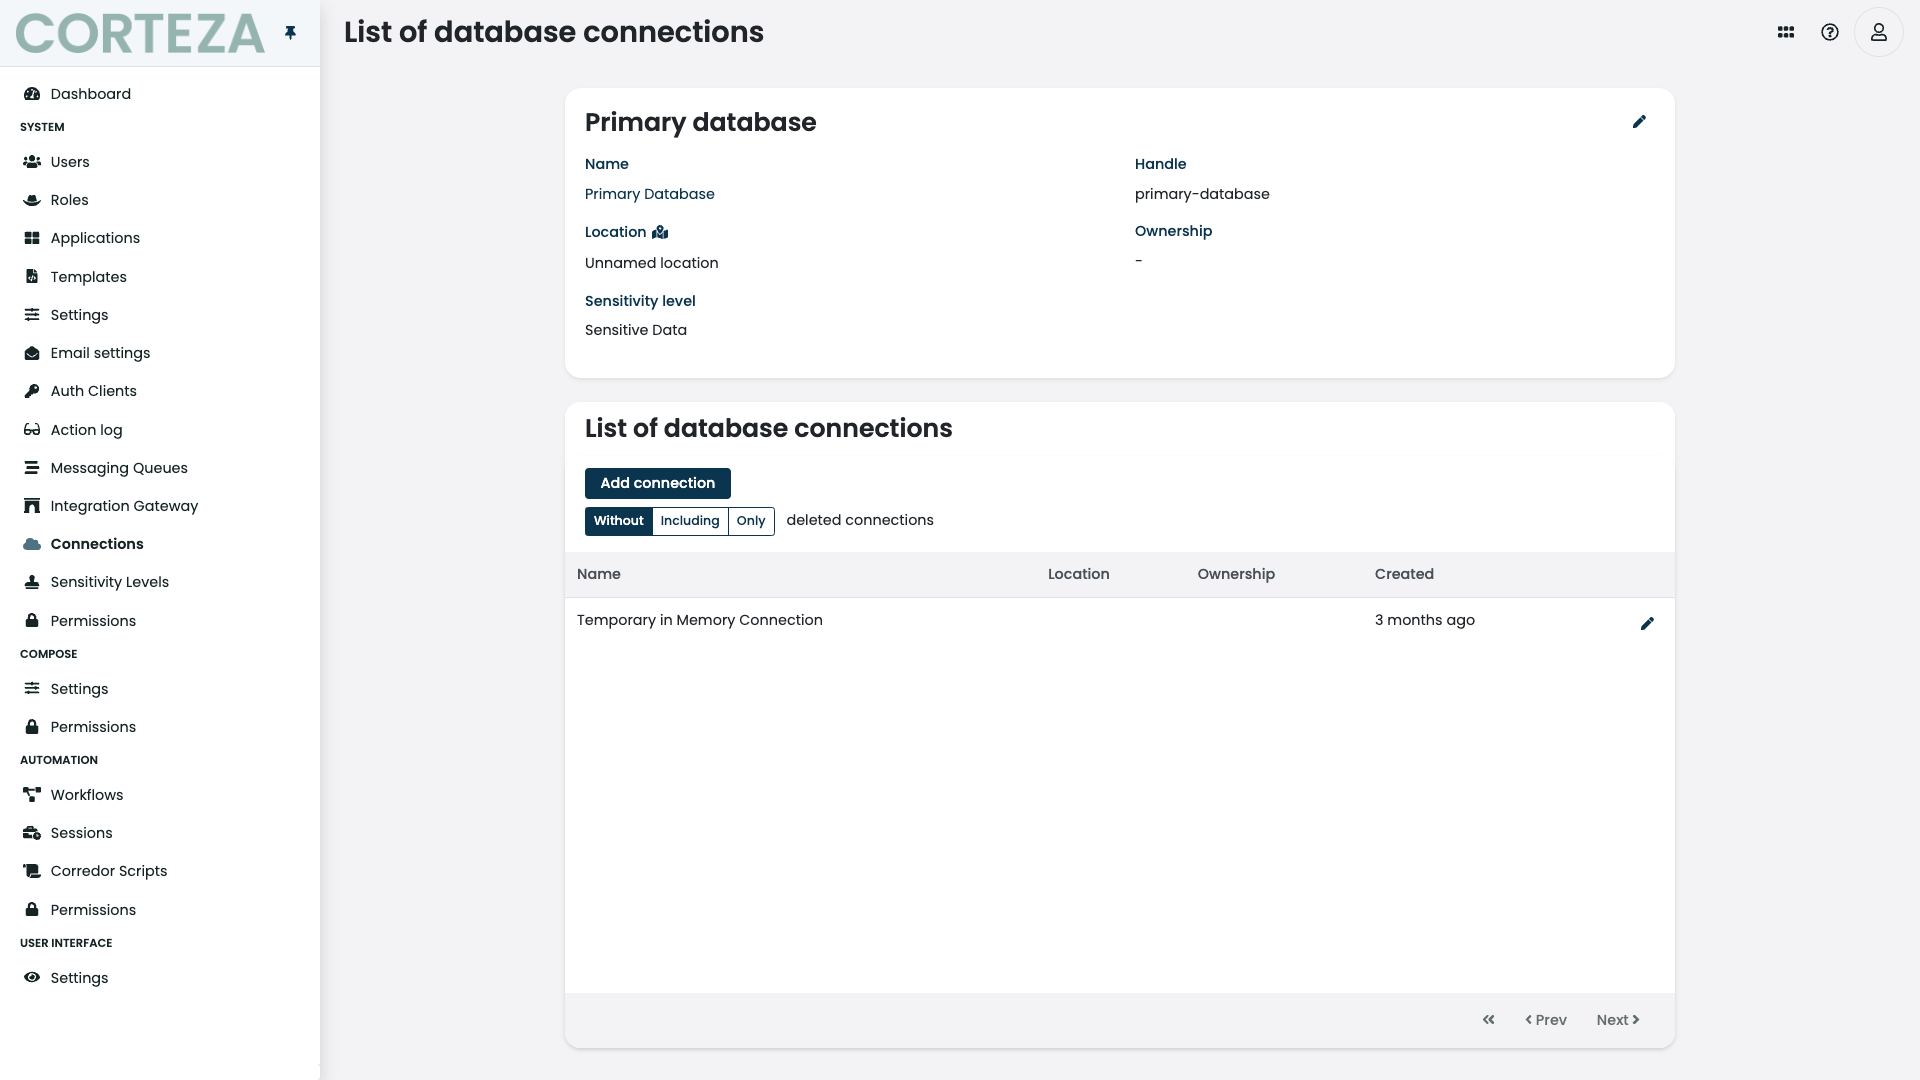 CORTEZA
List of database connections
Dashboard
SYSTEM
Users
Roles
Applications
Templates
Settings
Email settings
Auth Clients
Action log
Messaging Queues
Integration Gateway
Connections
Sensitivity Levels
Permissions
COMPOSE
Settings
Permissions
AUTOMATION
Workflows
Sessions
Corredor Scripts
Permissions
USER INTERFACE
Settings
Primary database
Name
Primary Database
Handle
primary-database
Location
Unnamed location
Ownership
-
Sensitivity level
Sensitive Data
List of database connections
Add connection
Without Including Only deleted connections
Name Location Ownership Created
Temporary in Memory Connection 3 months ago
« ‹ Prev Next ›